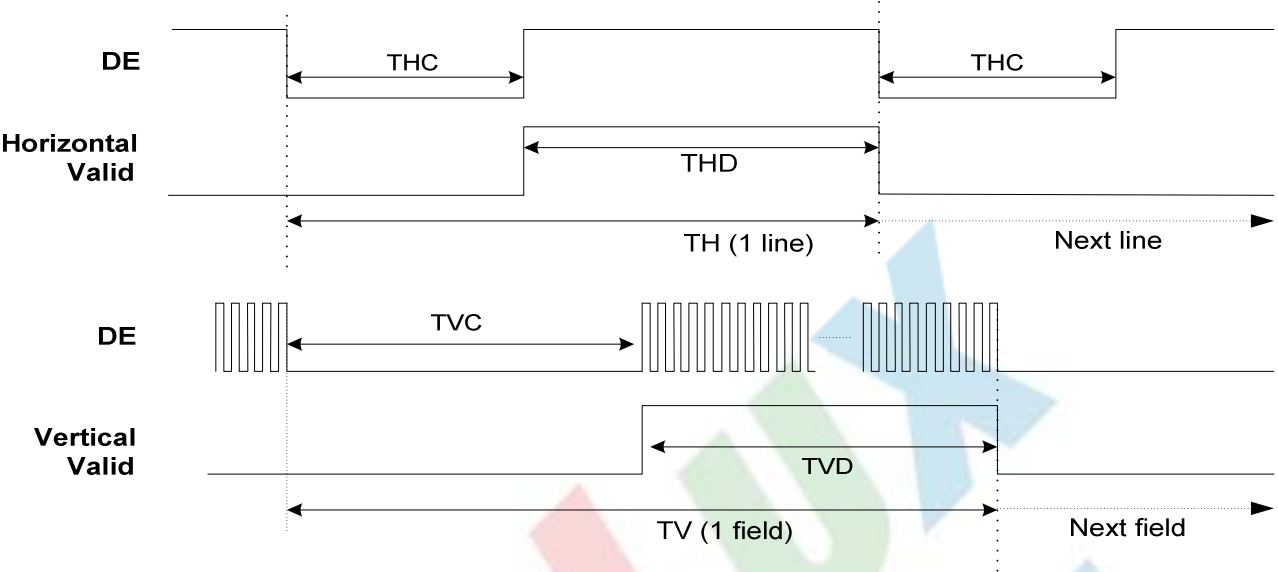 DE
THC
THC
Horizontal
Valid
THD
TH (1 line)
Next line
DE
TVC
Vertical
Valid
TVD
TV (1 field)
Next field